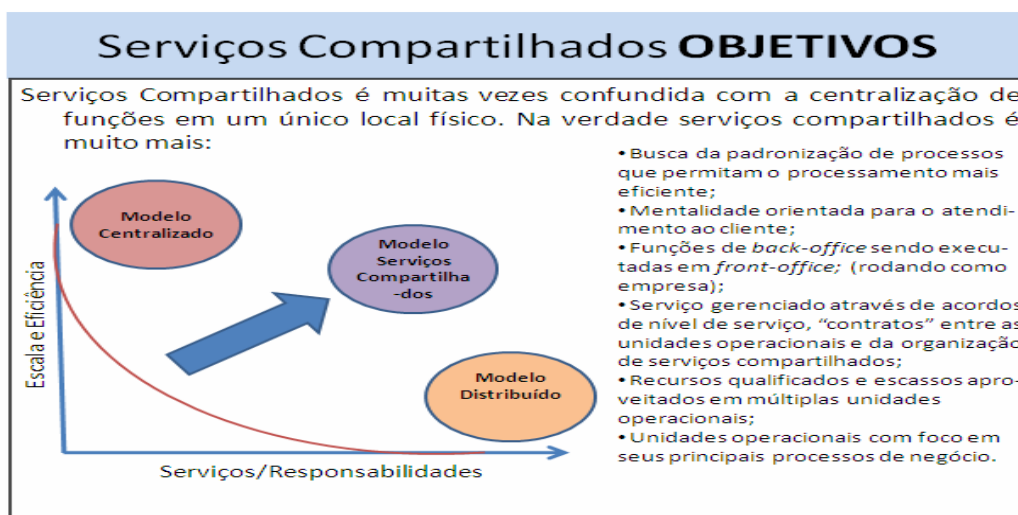 Serviços Compartilhados OBJETIVOS
Serviços Compartilhados é muitas vezes confundida com a centralização de
funções em um único local físico. Na verdade serviços compartilhados é
muito mais:
Escala e Eficiência
Modelo
Centralizado
Modelo
Serviços
Compartilha
-dos
Modelo
Distribuído
Serviços/Responsabilidades
•Busca da padronização de processos
que permitam o processamento mais
eficiente;
•Mentalidade orientada para o atendi-
mento ao cliente;
•Funções de back-office sendo execu-
tadas em front-office; (rodando como
empresa);
•Serviço gerenciado através de acordos
de nível de serviço, “contratos” entre as
unidades operacionais e da organização
de serviços compartilhados;
•Recursos qualificados e escassos apro-
veitados em múltiplas unidades
operacionais;
•Unidades operacionais com foco em
seus principais processos de negócio.